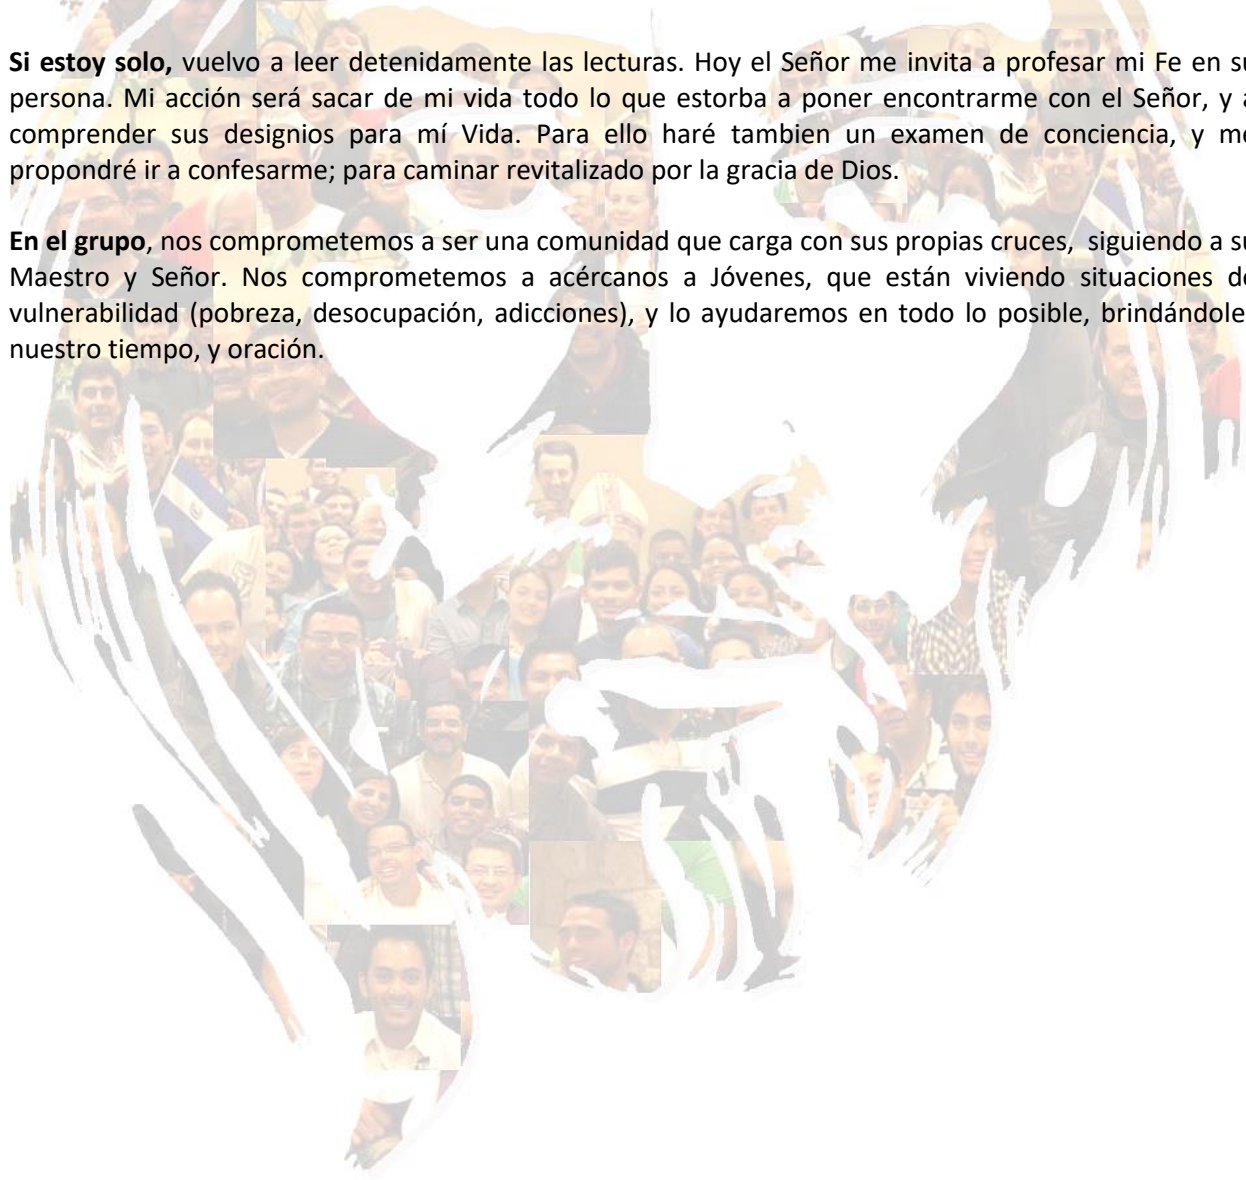 Si estoy solo, vuelvo a leer detenidamente las lecturas. Hoy el Señor me invita a profesar mi Fe en su
persona. Mi acción será sacar de mi vida todo lo que estorba a poner encontrarme con el Señor, y a
comprender sus designios para mí Vida. Para ello haré tambien un examen de conciencia, y me
propondré ir a confesarme; para caminar revitalizado por la gracia de Dios.
En el grupo, nos comprometemos a ser una comunidad que carga con sus propias cruces, siguiendo a su
Maestro y Señor. Nos comprometemos a acércanos a Jóvenes, que están viviendo situaciones de
vulnerabilidad (pobreza, desocupación, adicciones), y lo ayudaremos en todo lo posible, brindándole
nuestro tiempo, y oración.